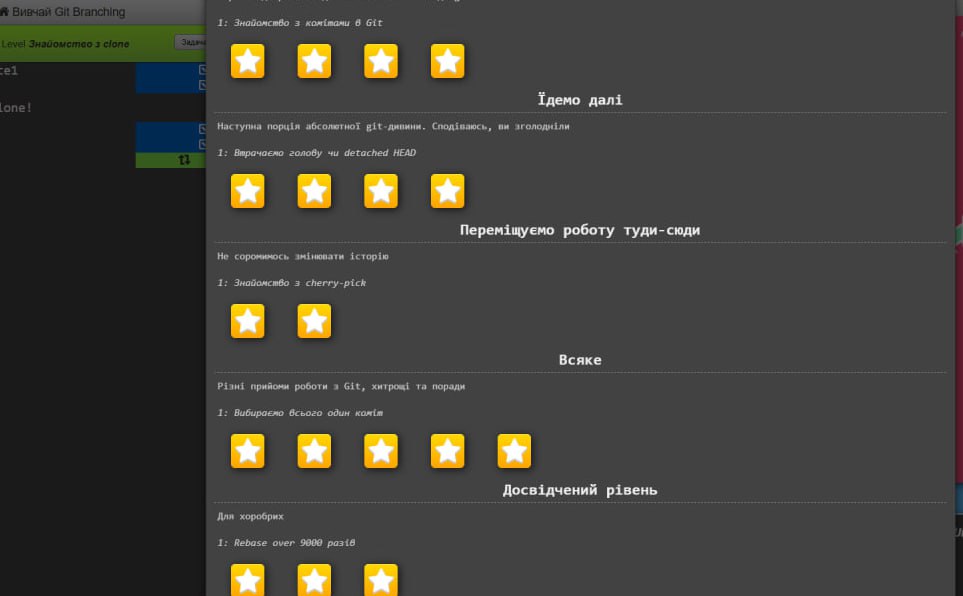 Вивчай Git Branching
Level Знайомство з clone
Задача
1: Знайомство з комітами в Git
Їдемо далі
Наступна порція абсолютної git-дивини. Сподіваюсь, ви зголодніли
1: Втрачаємо голову чи detached HEAD
Переміщуємо роботу туди-сюди
Не соромимось змінювати історію
1: Знайомство з cherry-pick
Всяке
Різні прийоми роботи з Git, хитрощі та поради
1: Вибираємо всього один коміт
Досвідчений рівень
Для хоробрих
1: Rebase over 9000 разів